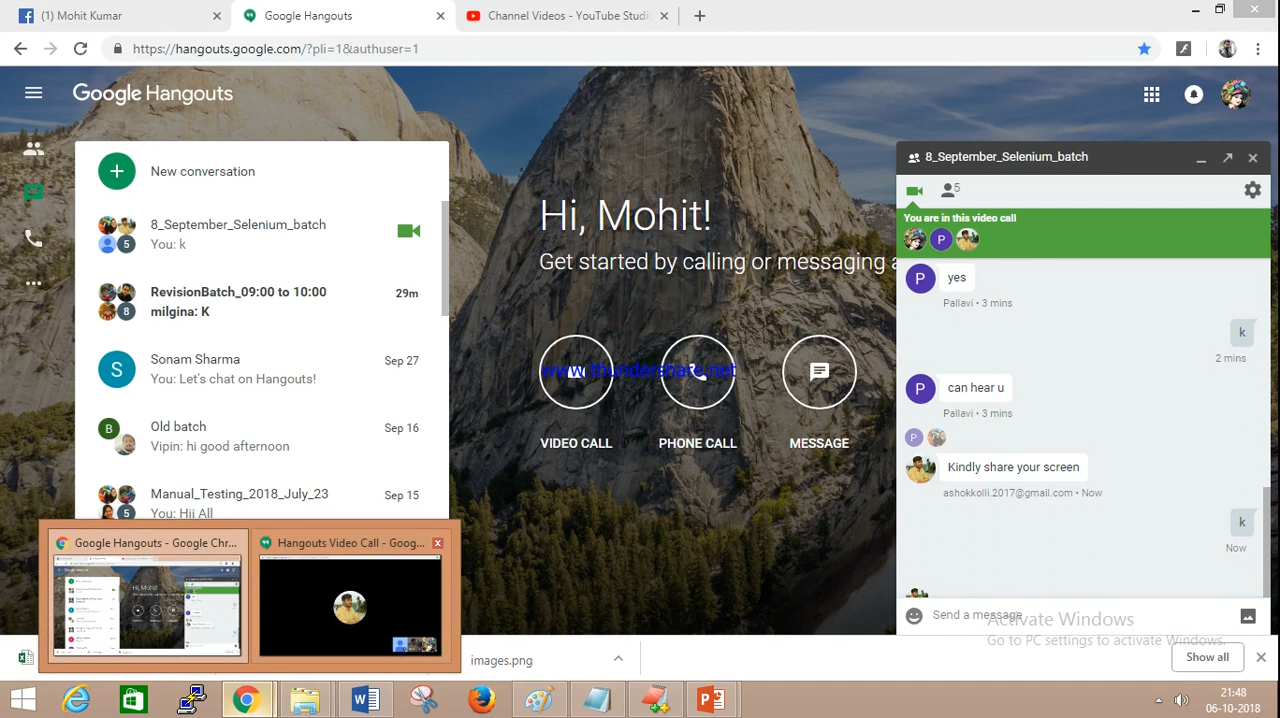 (1) Mohit Kumar
Google Hangouts
Channel Videos - YouTube Studi
https://hangouts.google.com/?pli=1&authuser=1
Google Hangouts
New conversation
8_September_Selenium_batch
You: k
5
RevisionBatch_09:00 to 10:00
29m
milgina: K
8
S
Sonam Sharma
Sep 27
You: Let's chat on Hangouts!
B
Old batch
Sep 16
Vipin: hi good afternoon
Manual_Testing_2018_July_23
Sep 15
You: Hii All
5
Hi, Mohit!
Get started by calling or messaging a
www.thundershare.net
VIDEO CALL
PHONE CALL
MESSAGE
8_September_Selenium_batch
5
You are in this video call
P
P
yes
Pallavi • 3 mins
k
2 mins
P
can hear u
Pallavi • 3 mins
P
Kindly share your screen
ashokkolli.2017@gmail.com • Now
k
Now
Send a message
Activate Windows
Go to PC settings to activate Windows.
Google Hangouts - Google Chr...
Hangouts Video Call - Goog...
images.png
Show all
21:48
06-10-2018